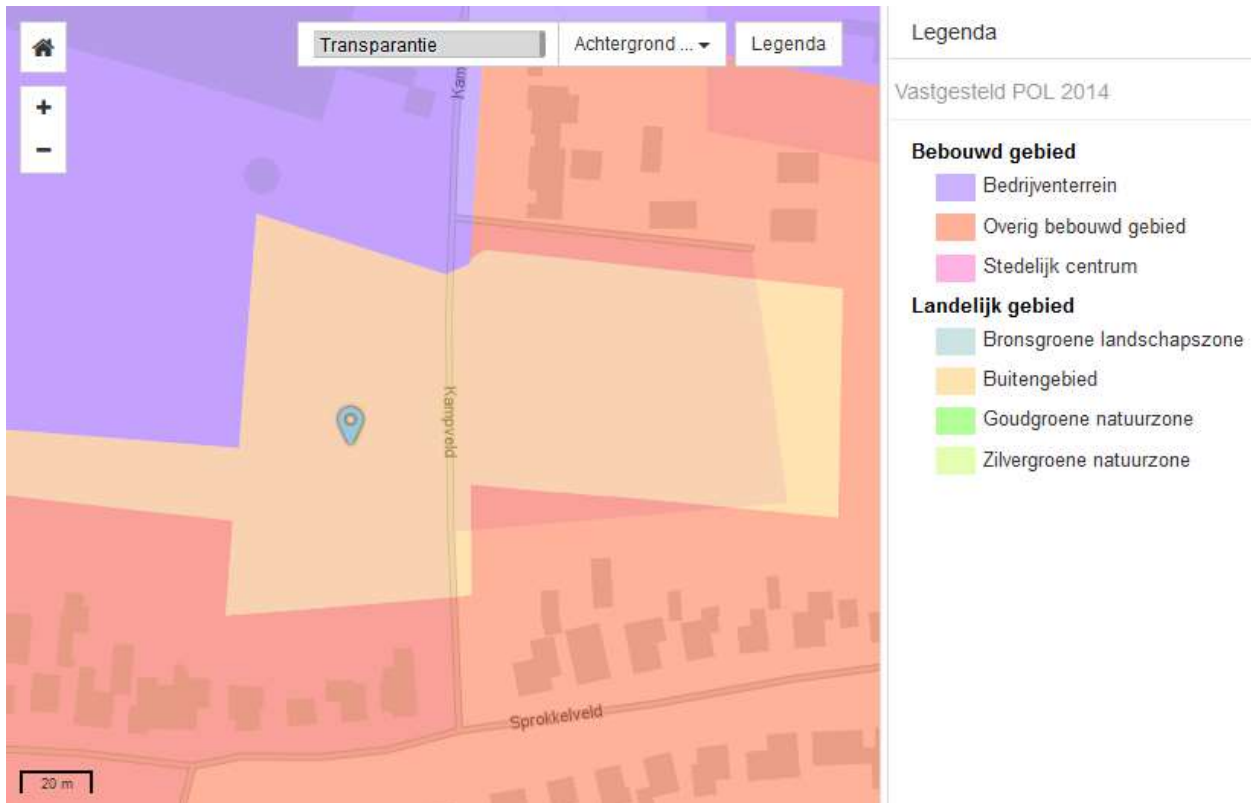 Transparantie
Achtergrond ...
Legenda
+
−
Kam
Kampveld
Sprokkelveld
20 m
Legenda
Vastgesteld POL 2014
Bebouwd gebied
Bedrijventerrein
Overig bebouwd gebied
Stedelijk centrum
Landelijk gebied
Bronsgroene landschapszone
Buitengebied
Goudgroene natuurzone
Zilvergroene natuurzone